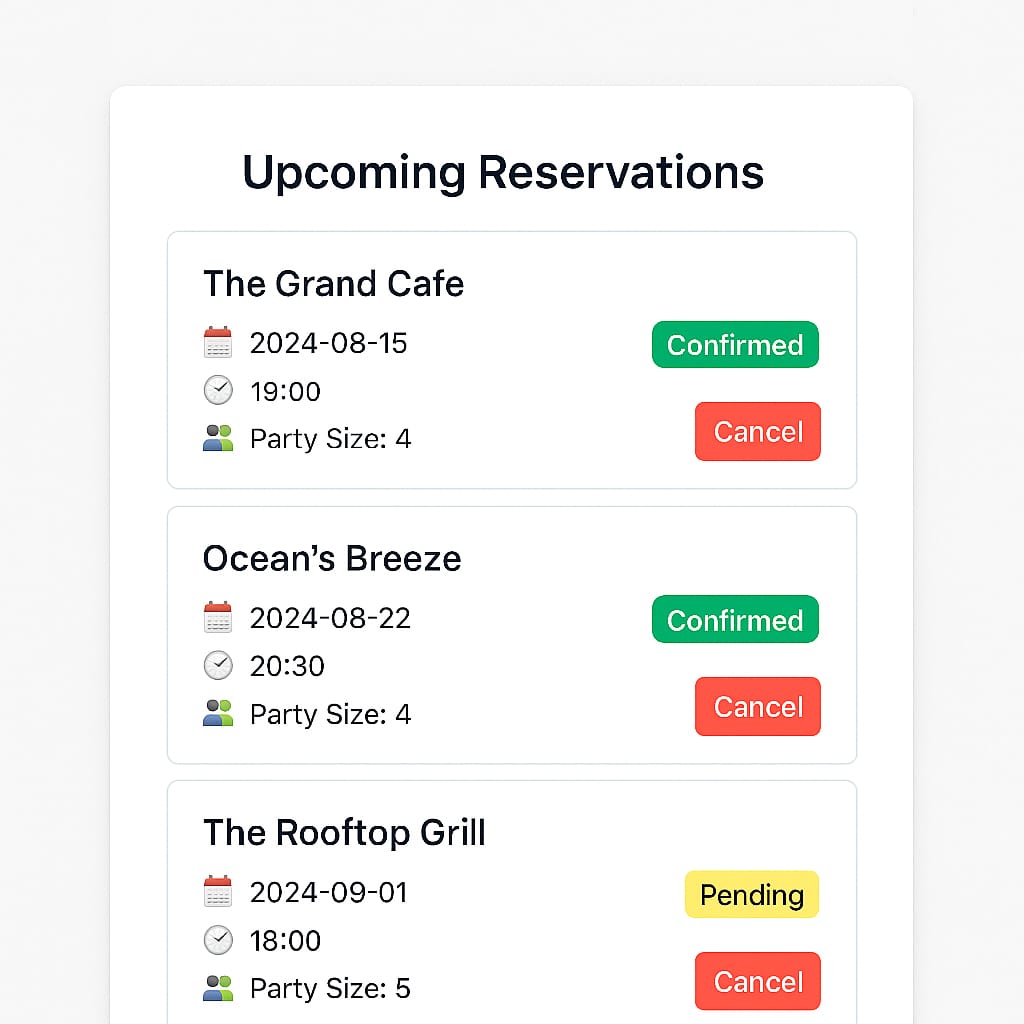 Upcoming Reservations
The Grand Cafe
2024-08-15
Confirmed
19:00
Party Size: 4
Cancel
Ocean’s Breeze
2024-08-22
Confirmed
20:30
Party Size: 4
Cancel
The Rooftop Grill
2024-09-01
Pending
18:00
Party Size: 5
Cancel